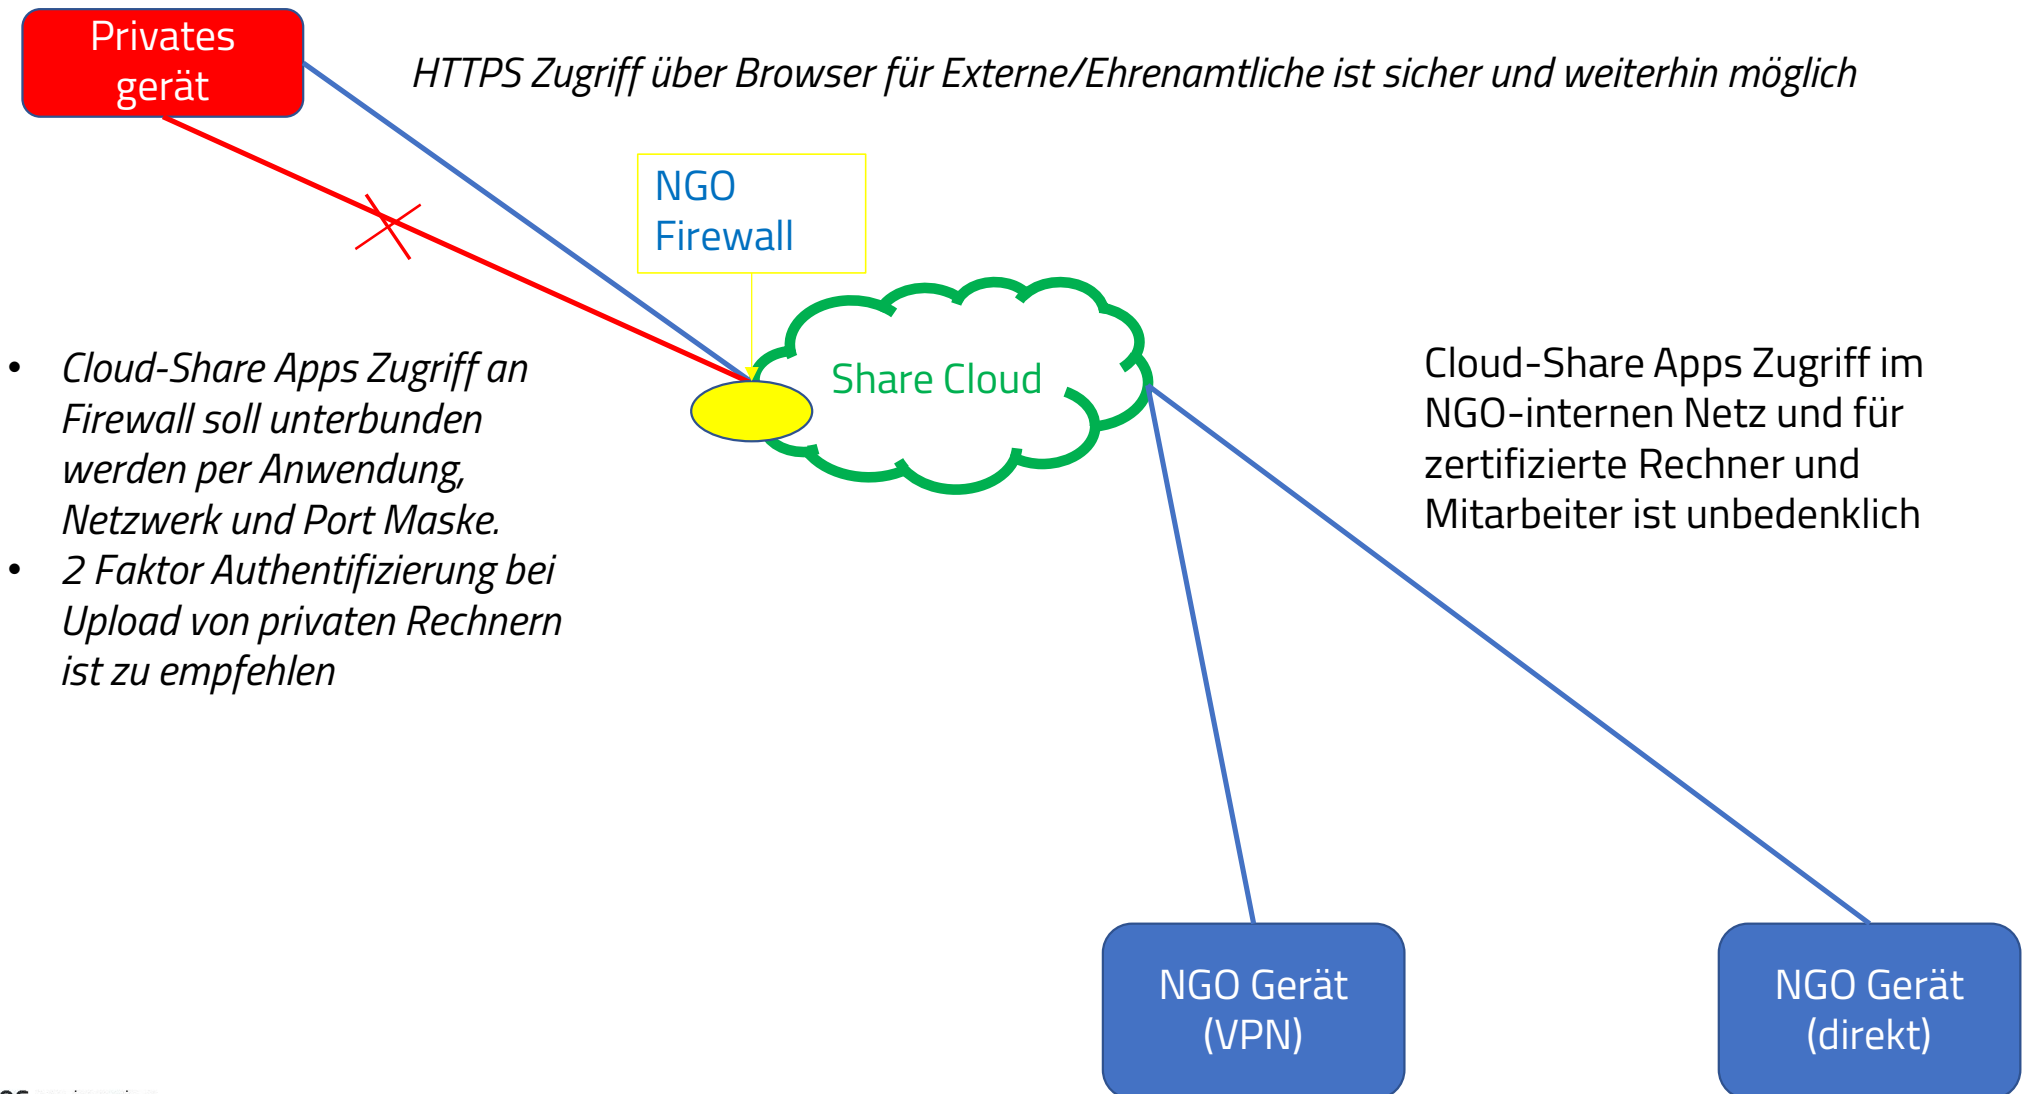 Privates
gerät
HTTPS Zugriff über Browser für Externe/Ehrenamtliche ist sicher und weiterhin möglich
NGO
Firewall
Share Cloud
• Cloud-Share Apps Zugriff an
Firewall soll unterbunden
werden per Anwendung,
Netzwerk und Port Maske.
• 2 Faktor Authentifizierung bei
Upload von privaten Rechnern
ist zu empfehlen
Cloud-Share Apps Zugriff im
NGO-internen Netz und für
zertifizierte Rechner und
Mitarbeiter ist unbedenklich
NGO Gerät
(VPN)
NGO Gerät
(direkt)